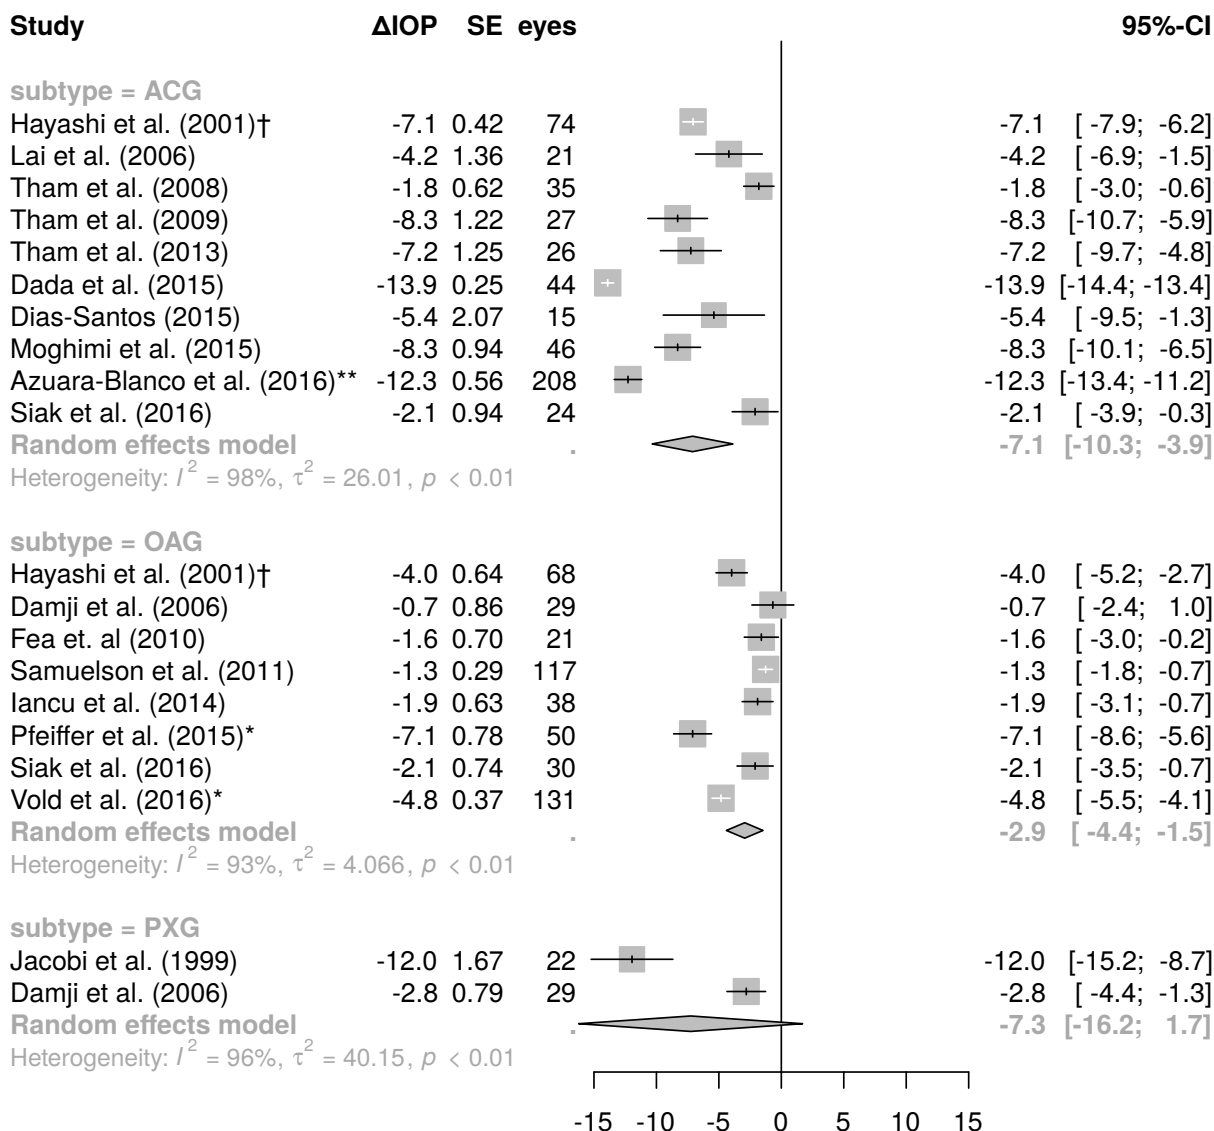 Study ΔIOP SE eyes 95%-CI
subtype = ACG
Hayashi et al. (2001)† -7.1 0.42 74 -7.1 [ -7.9; -6.2]
Lai et al. (2006) -4.2 1.36 21 -4.2 [ -6.9; -1.5]
Tham et al. (2008) -1.8 0.62 35 -1.8 [ -3.0; -0.6]
Tham et al. (2009) -8.3 1.22 27 -8.3 [-10.7; -5.9]
Tham et al. (2013) -7.2 1.25 26 -7.2 [ -9.7; -4.8]
Dada et al. (2015) -13.9 0.25 44 -13.9 [-14.4; -13.4]
Dias-Santos (2015) -5.4 2.07 15 -5.4 [ -9.5; -1.3]
Moghimi et al. (2015) -8.3 0.94 46 -8.3 [-10.1; -6.5]
Azuara-Blanco et al. (2016)** -12.3 0.56 208 -12.3 [-13.4; -11.2]
Siak et al. (2016) -2.1 0.94 24 -2.1 [ -3.9; -0.3]
Random effects model . -7.1 [-10.3; -3.9]
Heterogeneity: I² = 98%, τ² = 26.01, p < 0.01
subtype = OAG
Hayashi et al. (2001)† -4.0 0.64 68 -4.0 [ -5.2; -2.7]
Damji et al. (2006) -0.7 0.86 29 -0.7 [ -2.4; 1.0]
Fea et. al (2010) -1.6 0.70 21 -1.6 [ -3.0; -0.2]
Samuelson et al. (2011) -1.3 0.29 117 -1.3 [ -1.8; -0.7]
Iancu et al. (2014) -1.9 0.63 38 -1.9 [ -3.1; -0.7]
Pfeiffer et al. (2015)* -7.1 0.78 50 -7.1 [ -8.6; -5.6]
Siak et al. (2016) -2.1 0.74 30 -2.1 [ -3.5; -0.7]
Vold et al. (2016)* -4.8 0.37 131 -4.8 [ -5.5; -4.1]
Random effects model . -2.9 [ -4.4; -1.5]
Heterogeneity: I² = 93%, τ² = 4.066, p < 0.01
subtype = PXG
Jacobi et al. (1999) -12.0 1.67 22 -12.0 [-15.2; -8.7]
Damji et al. (2006) -2.8 0.79 29 -2.8 [ -4.4; -1.3]
Random effects model . -7.3 [-16.2; 1.7]
Heterogeneity: I² = 96%, τ² = 40.15, p < 0.01
-15 -10 -5 0 5 10 15